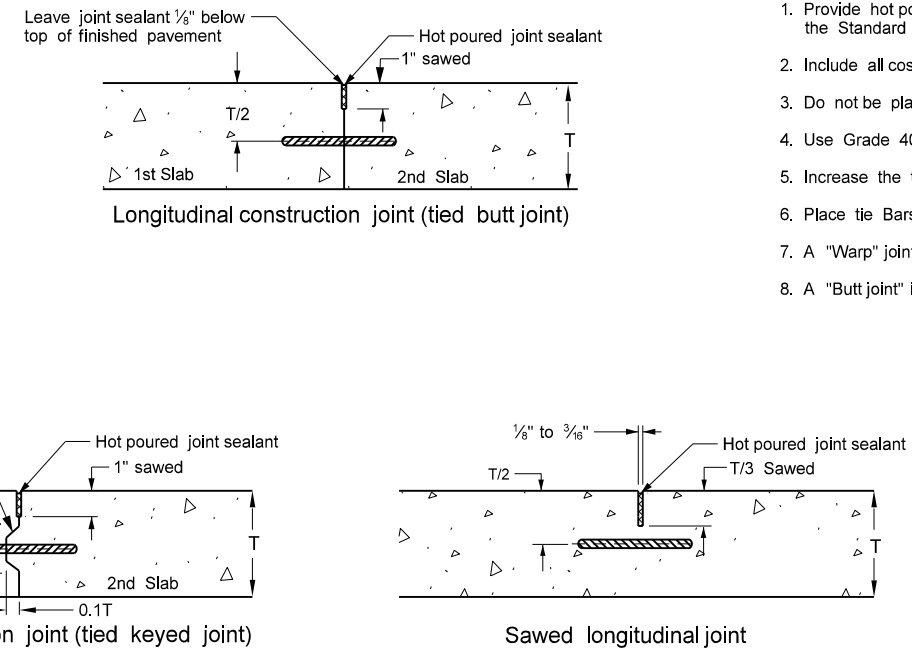 Leave joint sealant ⅛" below
top of finished pavement
Hot poured joint sealant
1" sawed
T/2
T
1st Slab
2nd Slab
Longitudinal construction joint (tied butt joint)
1. Provide hot
the Standard
2. Include all
3. Do not be
4. Use Grade
5. Increase the
6. Place tie Bars
7. A "Warp" joint
8. A "Butt joint"
Hot poured joint sealant
1" sawed
T
2nd Slab
0.1T
joint (tied keyed joint)
⅛" to 3⁄16"
Hot poured joint sealant
T/2
T/3 Sawed
T
Sawed longitudinal joint